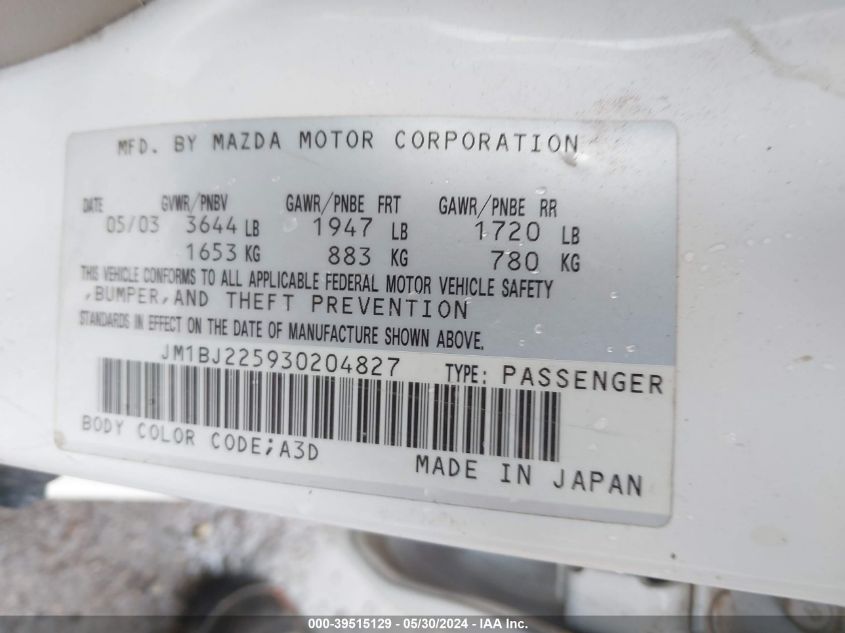 MFD. BY MAZDA MOTOR CORPORATION
DATE GVWR/PNBV GAWR/PNBE FRT GAWR/PNBE RR
05/03 3644 LB 1947 LB 1720 LB
1653 KG 883 KG 780 KG
THIS VEHICLE CONFORMS TO ALL APPLICABLE FEDERAL MOTOR VEHICLE SAFETY
,BUMPER,AND THEFT PREVENTION
STANDARDS IN EFFECT ON THE DATE OF MANUFACTURE SHOWN ABOVE.
JM1BJ225930204827 TYPE: PASSENGER
BODY COLOR CODE;A3D
MADE IN JAPAN
000-39515129 - 05/30/2024 - IAA Inc.